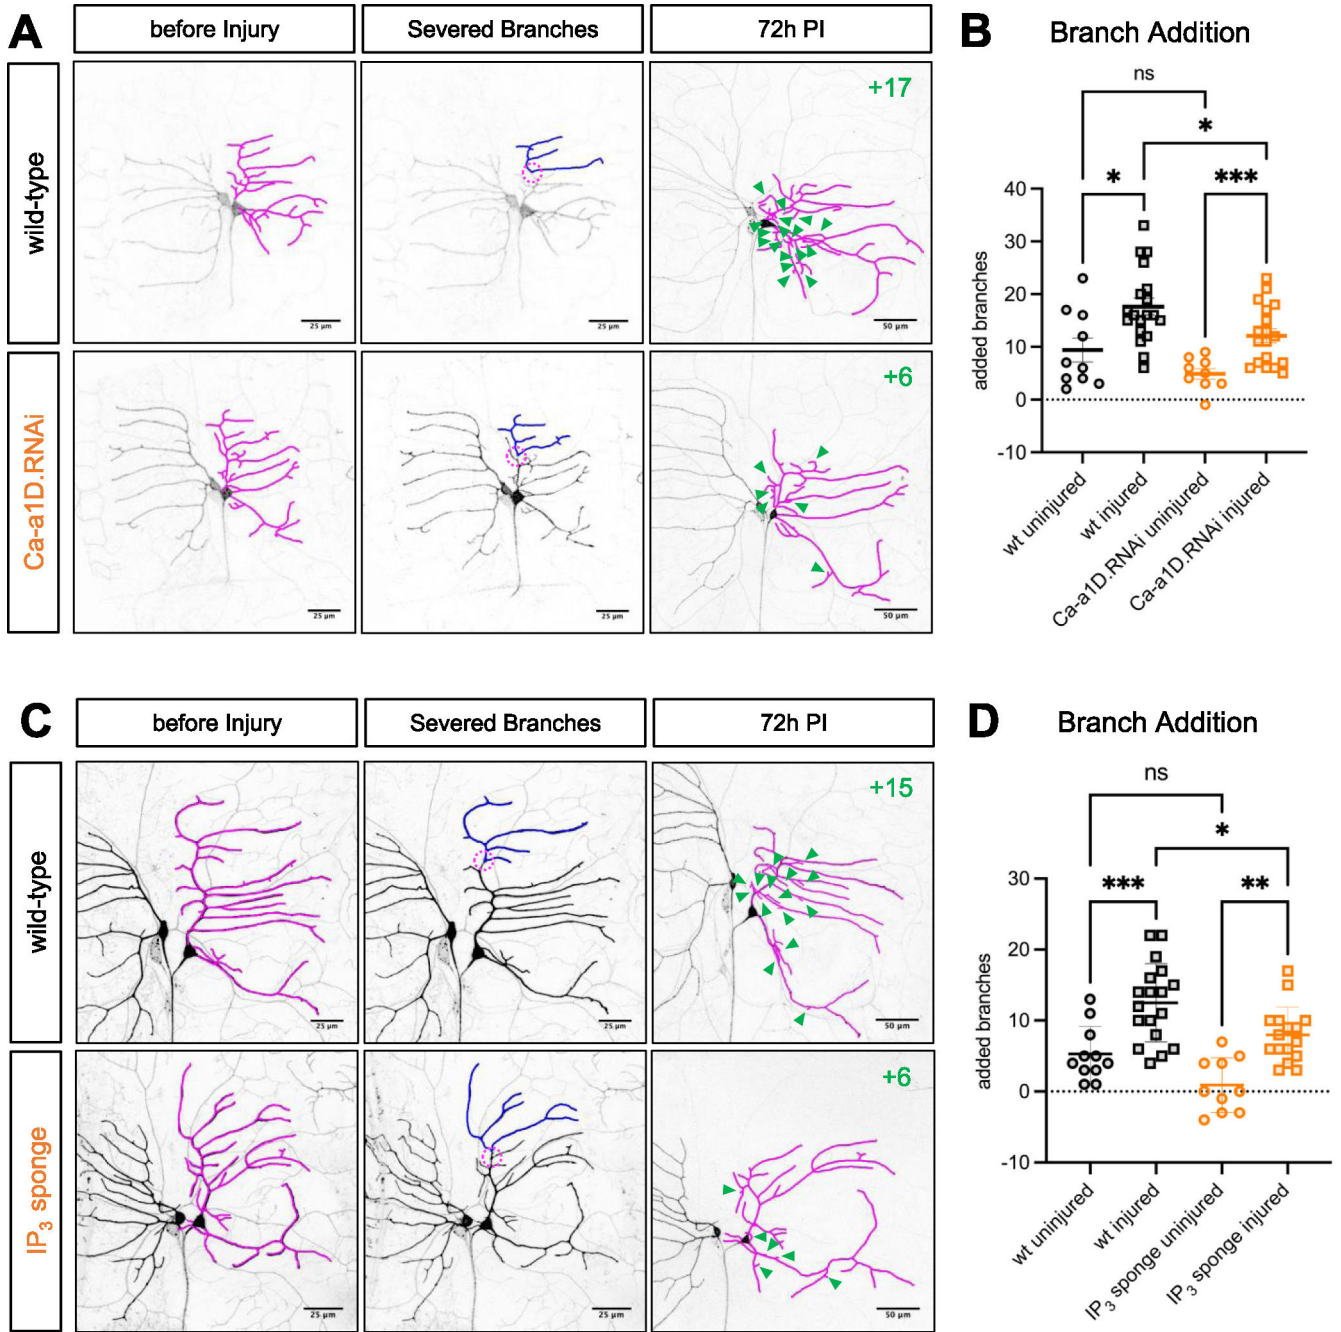 A
before Injury
Severed Branches
72h PI
wild-type
+17
25 µm
25 µm
50 µm
Ca-a1D.RNAi
+6
25 µm
25 µm
50 µm
B
Branch Addition
ns
*
*
***
added branches
40
30
20
10
0
-10
wt uninjured
wt injured
Ca-a1D.RNAi uninjured
Ca-a1D.RNAi injured
C
before Injury
Severed Branches
72h PI
wild-type
+15
25 µm
25 µm
50 µm
IP3 sponge
+6
25 µm
25 µm
50 µm
D
Branch Addition
ns
*
***
**
added branches
30
20
10
0
-10
wt uninjured
wt injured
IP3 sponge uninjured
IP3 sponge injured